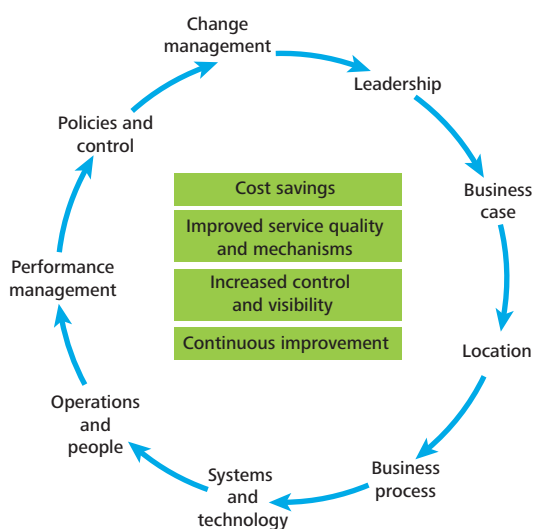 Change
management
Leadership
Business
case
Location
Business
process
Systems
and
technology
Operations
and
people
Performance
management
Policies and
control
Cost savings
Improved service quality
and mechanisms
Increased control
and visibility
Continuous improvement